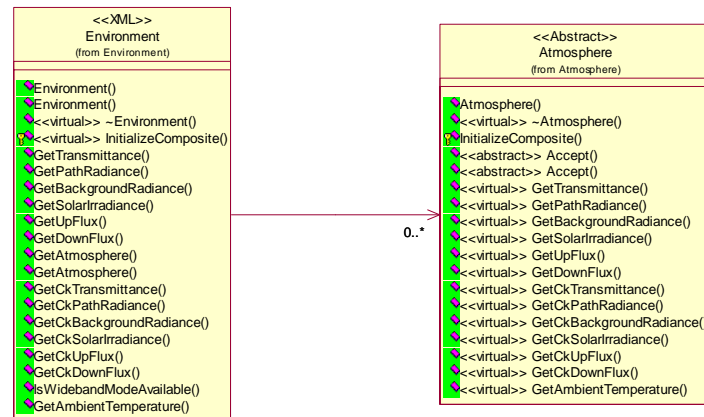 <<XML>>
Environment
(from Environment)
Environment()
Environment()
<<virtual>> ~Environment()
<<virtual>> InitializeComposite()
GetTransmittance()
GetPathRadiance()
GetBackgroundRadiance()
GetSolarIrradiance()
GetUpFlux()
GetDownFlux()
GetAtmosphere()
GetAtmosphere()
GetCkTransmittance()
GetCkPathRadiance()
GetCkBackgroundRadiance()
GetCkSolarIrradiance()
GetCkUpFlux()
GetCkDownFlux()
IsWidebandModeAvailable()
GetAmbientTemperature()
0..*
<<Abstract>>
Atmosphere
(from Atmosphere)
Atmosphere()
<<virtual>> ~Atmosphere()
InitializeComposite()
<<abstract>> Accept()
<<abstract>> Accept()
<<virtual>> GetTransmittance()
<<virtual>> GetPathRadiance()
<<virtual>> GetBackgroundRadiance()
<<virtual>> GetSolarIrradiance()
<<virtual>> GetUpFlux()
<<virtual>> GetDownFlux()
<<virtual>> GetCkTransmittance()
<<virtual>> GetCkPathRadiance()
<<virtual>> GetCkBackgroundRadiance()
<<virtual>> GetCkSolarIrradiance()
<<virtual>> GetCkUpFlux()
<<virtual>> GetCkDownFlux()
<<virtual>> GetAmbientTemperature()